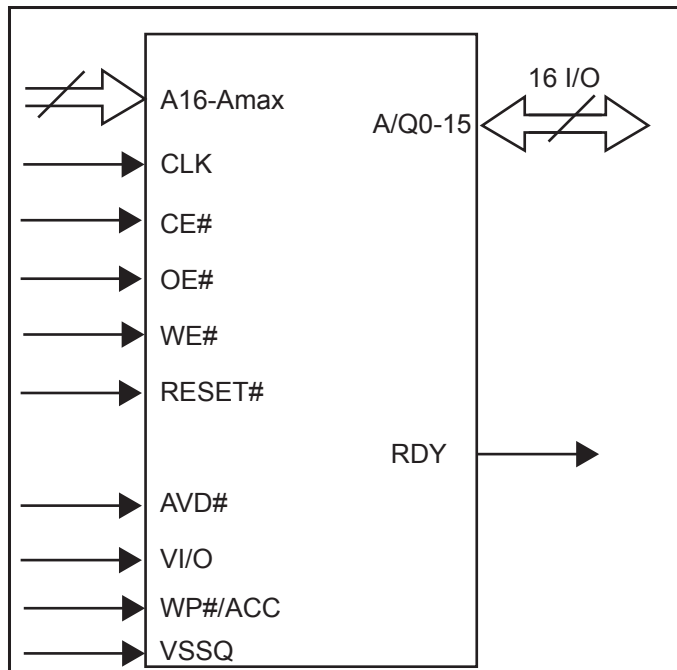 A16-Amax
16 I/O
A/Q0-15
CLK
CE#
OE#
WE#
RESET#
RDY
AVD#
VI/O
WP#/ACC
VSSQ